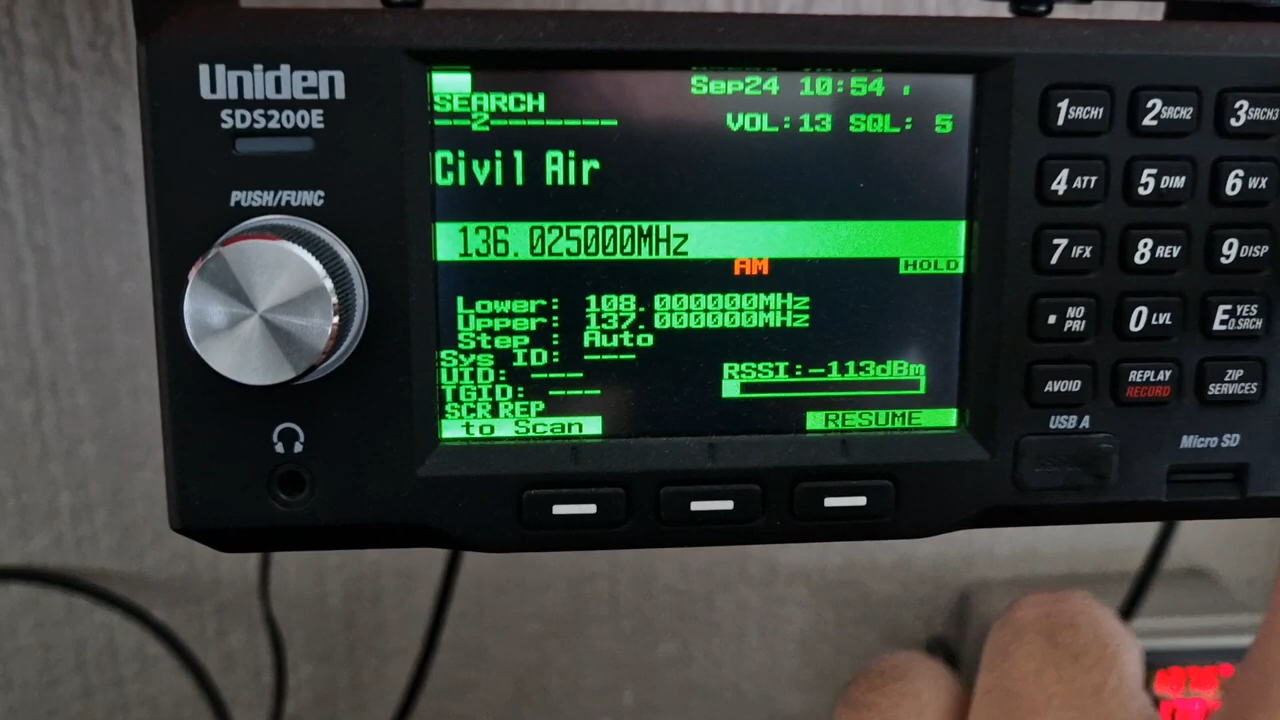 Uniden
SDS200E
PUSH/FUNC
Sep24 10:54
SEARCH
--2-------
VOL:13 SQL: 5
Civil Air
136.025000MHz
AM
HOLD
Lower: 108.000000MHz
Upper: 137.000000MHz
Step : Auto
Sys ID: ---
UID: ---
TGID: ---
RSSI:-113dBm
SCR REP
to Scan
RESUME
1 SRCH1
2 SRCH2
3 SRCH3
4 ATT
5 DIM
6 WX
7 IFX
8 REV
9 DISP
. NO PRI
0 LVL
E YES Q.SRCH
AVOID
REPLAY RECORD
ZIP SERVICES
USB A
Micro SD